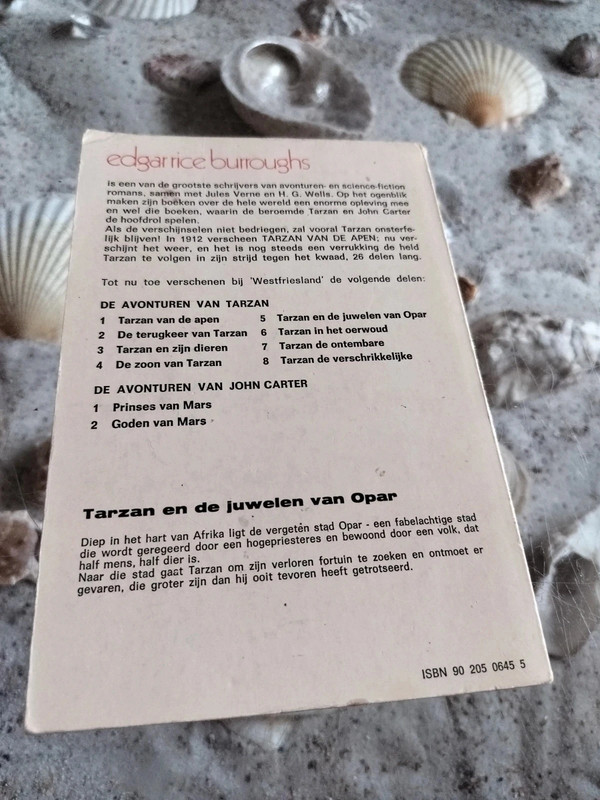 edgar rice burroughs
Is een van de grootste schrijvers van avonturen- en science-fiction
romans, samen met Jules Verne en H. G. Wells. Op het ogenblik
maken zijn boeken over de hele wereld een enorme opleving mee
en wel die boeken, waarin de beroemde Tarzan en John Carter
de hoofdrol spelen.
Als de verschijnselen niet bedriegen, zal vooral Tarzan onsterfe-
lijk blijven! In 1912 verscheen TARZAN VAN DE APEN; nu ver-
schijnt het weer, en het is nog steeds een verrukking de held
Tarzan te volgen in zijn strijd tegen het kwaad, 26 delen lang.
Tot nu toe verschenen bij 'Westfriesland' de volgende delen:
DE AVONTUREN VAN TARZAN
1 Tarzan van de apen
2 De terugkeer van Tarzan
3 Tarzan en zijn dieren
4 De zoon van Tarzan
5 Tarzan en de juwelen van Opar
6 Tarzan in het oerwoud
7 Tarzan de ontembare
8 Tarzan de verschrikkelijke
DE AVONTUREN VAN JOHN CARTER
1 Prinses van Mars
2 Goden van Mars
Tarzan en de juwelen van Opar
Diep in het hart van Afrika ligt de vergeten stad Opar - een fabelachtige stad
die wordt geregeerd door een hogepriesteres en bewoond door een volk, dat
half mens, half dier is.
Naar die stad gaat Tarzan om zijn verloren fortuin te zoeken en ontmoet er
gevaren, die groter zijn dan hij ooit tevoren heeft getrotseerd.
ISBN 90 205 0645 5